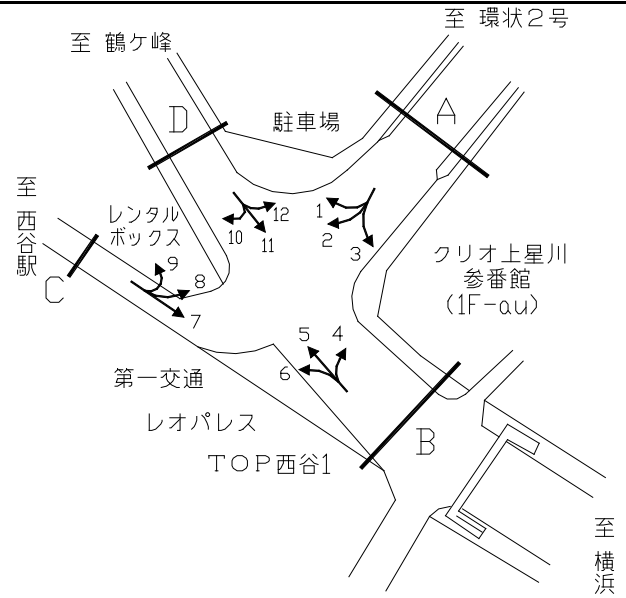 至 環状2号
至 鶴ケ峰
A
D
駐車場
至 西谷駅
レンタル
ボックス
1
2
3
12
10
11
クリオ上星川
参番館
(1F-au)
9
8
7
C
5
4
6
第一交通
レオパレス
TOP西谷1
B
至 横浜